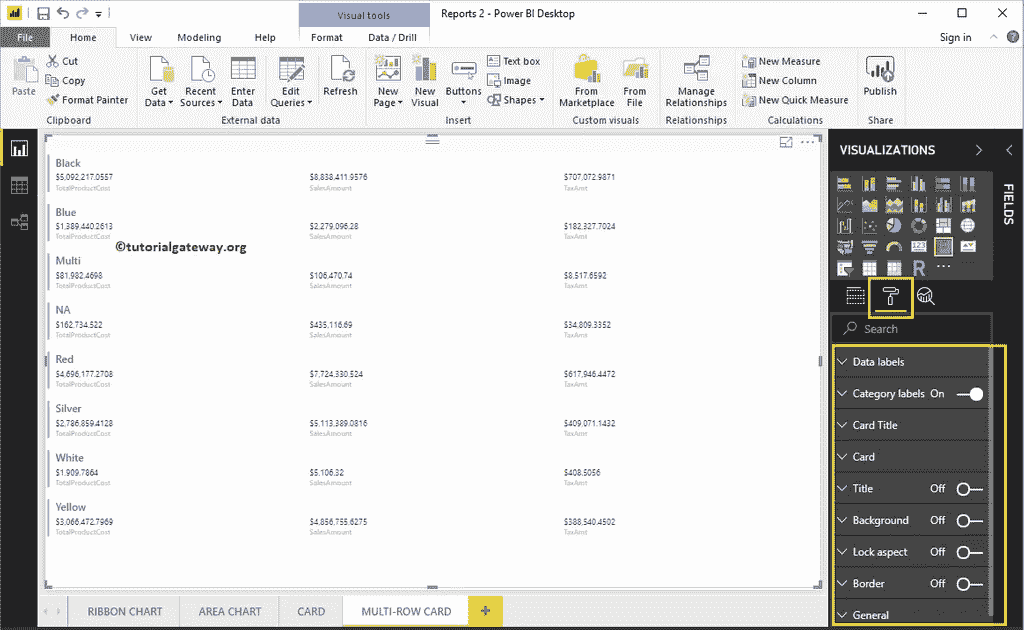 Visual tools
Reports 2 - Power BI Desktop
File Home View Modeling Help Format Data / Drill Sign in
Paste
Cut
Copy
Format Painter
Clipboard
Get Data
Recent Sources
Enter Data
Edit Queries
Refresh
External data
New Page
New Visual
Buttons
Text box
Image
Shapes
Insert
From Marketplace
From File
Custom visuals
Manage Relationships
Relationships
New Measure
New Column
New Quick Measure
Calculations
Publish
Share
Black
$5,092,217.0557 $8,838,411.9576 $707,072.9871
TotalProductCost SalesAmount TaxAmt
Blue
$1,389,440.2613 $2,279,096.28 $182,327.7024
TotalProductCost SalesAmount TaxAmt
©tutorialgateway.org
Multi
$81,982.4698 $106,470.74 $8,517.6592
TotalProductCost SalesAmount TaxAmt
NA
$162,734.522 $435,116.69 $34,809.3352
TotalProductCost SalesAmount TaxAmt
Red
$4,696,177.2708 $7,724,330.524 $617,946.4472
TotalProductCost SalesAmount TaxAmt
Silver
$2,786,859.4128 $5,113,389.0816 $409,071.1432
TotalProductCost SalesAmount TaxAmt
White
$1,909.7864 $5,106.32 $408.5056
TotalProductCost SalesAmount TaxAmt
Yellow
$3,066,472.7969 $4,856,755.6275 $388,540.4502
TotalProductCost SalesAmount TaxAmt
VISUALIZATIONS
FIELDS
123
R
Search
Data labels
Category labels On
Card Title
Card
Title Off
Background Off
Lock aspect Off
Border Off
General
RIBBON CHART AREA CHART CARD MULTI-ROW CARD +